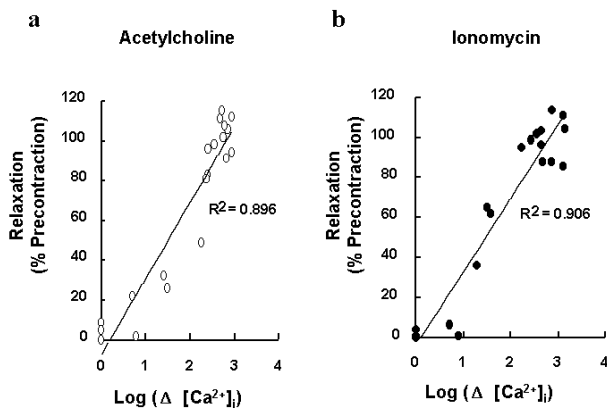 a
Acetylcholine
Relaxation
(% Precontraction)
120
100
80
60
40
20
0
R² = 0.896
0 1 2 3 4
Log (Δ [Ca²⁺]i)
b
Ionomycin
Relaxation
(% Precontraction)
120
100
80
60
40
20
0
R² = 0.906
0 1 2 3 4
Log (Δ [Ca²⁺]i)